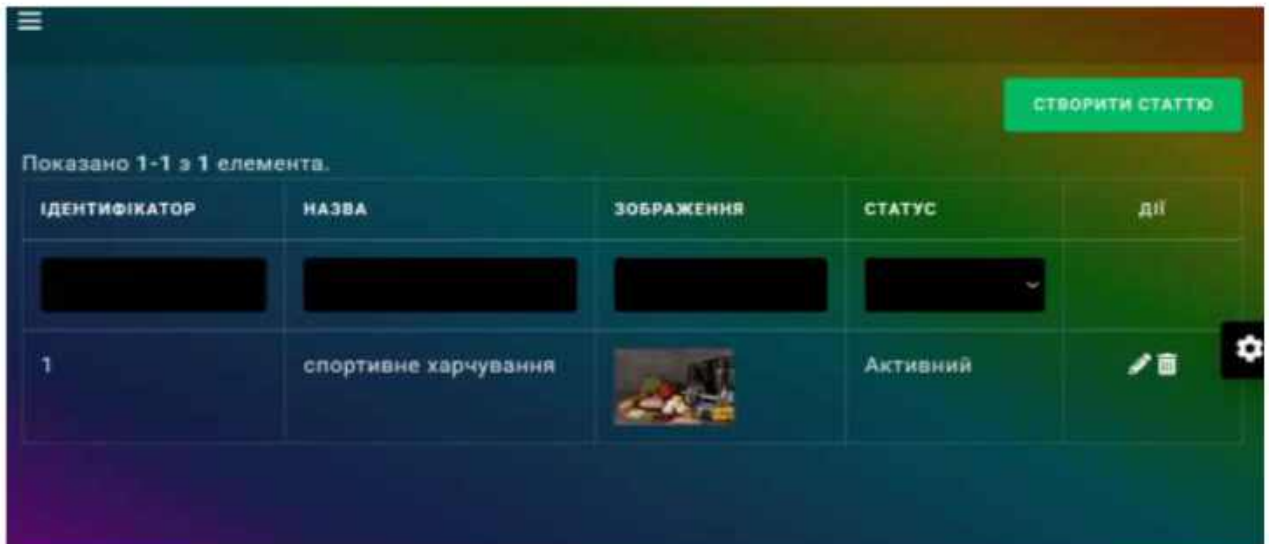 СТВОРИТИ СТАТТЮ
Показано 1-1 з 1 елемента.
ІДЕНТИФІКАТОР НАЗВА ЗОБРАЖЕННЯ СТАТУС ДІЇ
1 спортивне харчування Активний